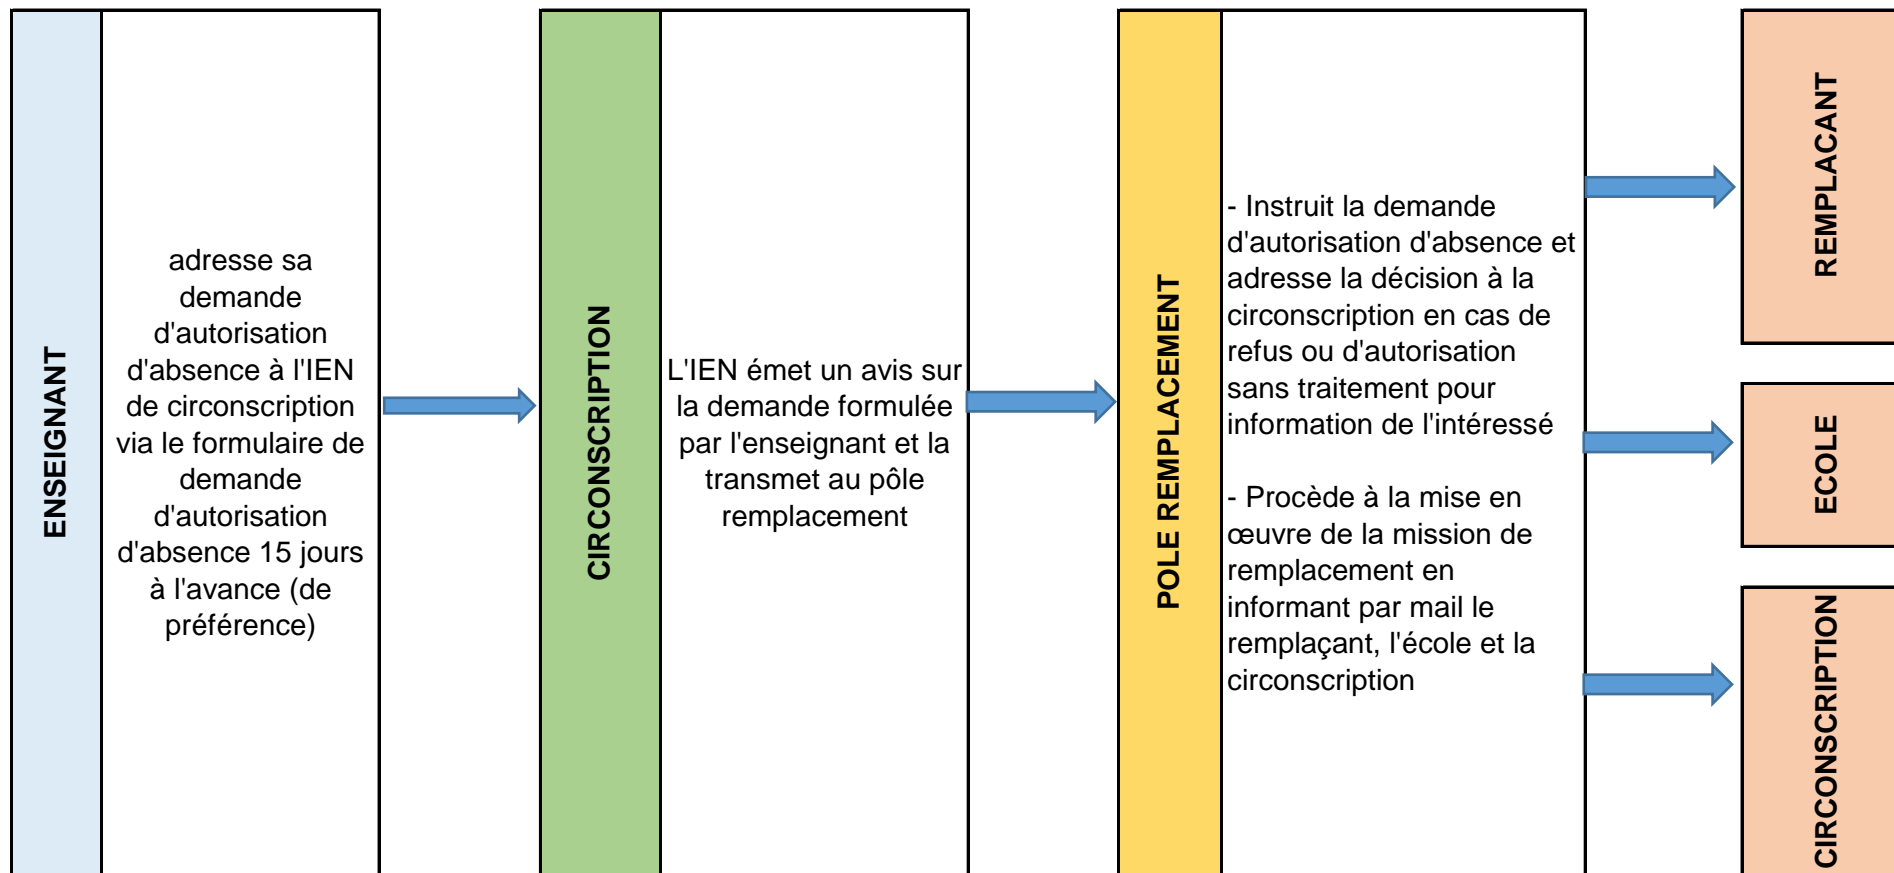 ENSEIGNANT
adresse sa
demande
d'autorisation
d'absence à l'IEN
de circonscription
via le formulaire de
demande
d'autorisation
d'absence 15 jours
à l'avance (de
préférence)
CIRCONSCRIPTION
L'IEN émet un avis sur
la demande formulée
par l'enseignant et la
transmet au pôle
remplacement
POLE REMPLACEMENT
- Instruit la demande
d'autorisation d'absence et
adresse la décision à la
circonscription en cas de
refus ou d'autorisation
sans traitement pour
information de l'intéressé
- Procède à la mise en
œuvre de la mission de
remplacement en
informant par mail le
remplaçant, l'école et la
circonscription
REMPLACANT
ECOLE
CIRCONSCRIPTION